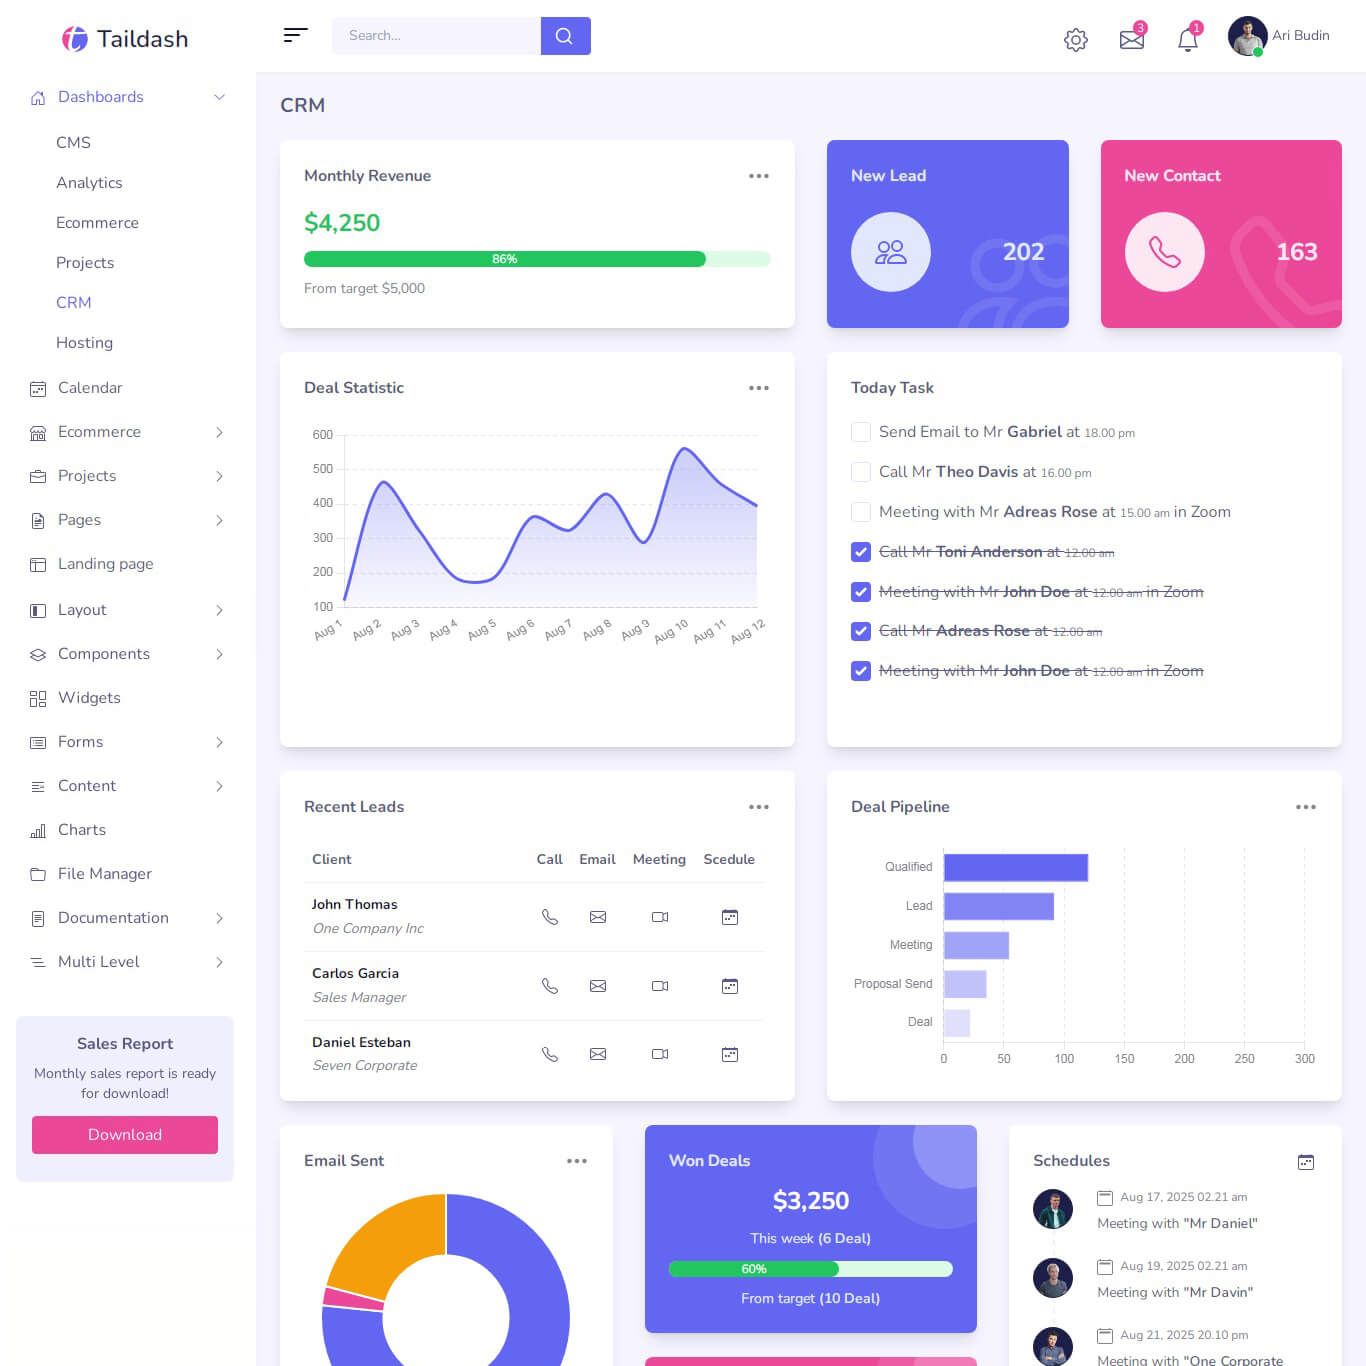 Taildash
Search...
3
1
Ari Budin
Dashboards
CMS
Analytics
Ecommerce
Projects
CRM
Hosting
Calendar
Ecommerce
Projects
Pages
Landing page
Layout
Components
Widgets
Forms
Content
Charts
File Manager
Documentation
Multi Level
Sales Report
Monthly sales report is ready
for download!
Download
CRM
Monthly Revenue
$4,250
86%
From target $5,000
New Lead
202
New Contact
163
Deal Statistic
600
500
400
300
200
100
Aug 1
Aug 2
Aug 3
Aug 4
Aug 5
Aug 6
Aug 7
Aug 8
Aug 9
Aug 10
Aug 11
Aug 12
Today Task
Send Email to Mr Gabriel at 18.00 pm
Call Mr Theo Davis at 16.00 pm
Meeting with Mr Adreas Rose at 15.00 am in Zoom
Call Mr Toni Anderson at 12.00 am
Meeting with Mr John Doe at 12.00 am in Zoom
Call Mr Adreas Rose at 12.00 am
Meeting with Mr John Doe at 12.00 am in Zoom
Recent Leads
Client Call Email Meeting Scedule
John Thomas
One Company Inc
Carlos Garcia
Sales Manager
Daniel Esteban
Seven Corporate
Deal Pipeline
Qualified
Lead
Meeting
Proposal Send
Deal
0 50 100 150 200 250 300
Email Sent
Won Deals
$3,250
This week (6 Deal)
60%
From target (10 Deal)
Schedules
Aug 17, 2025 02.21 am
Meeting with "Mr Daniel"
Aug 19, 2025 02.21 am
Meeting with "Mr Davin"
Aug 21, 2025 20.10 pm
Meeting with "One Corporate